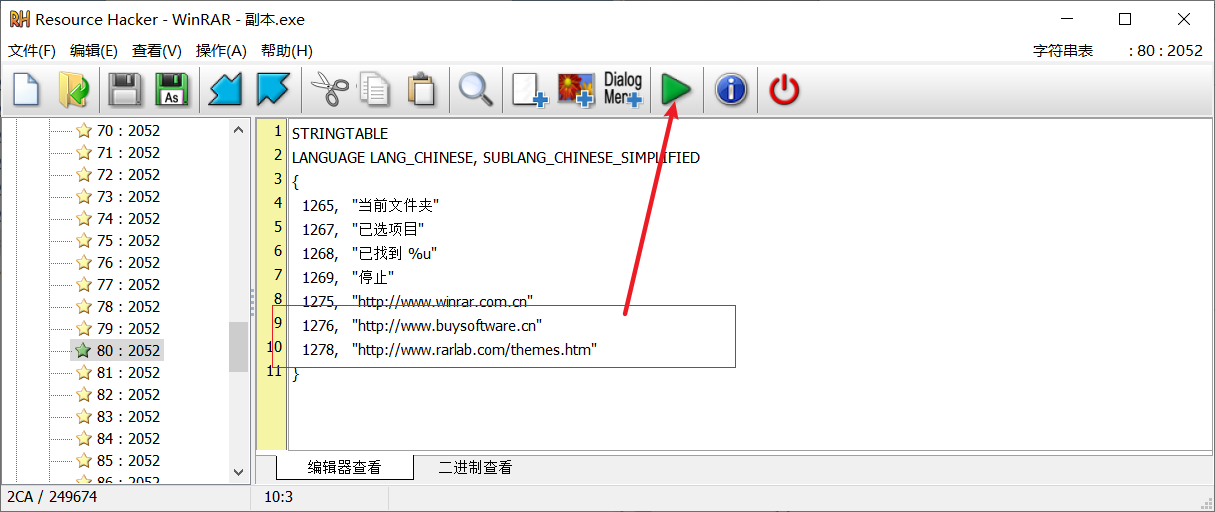 Resource Hacker - WinRAR - 副本.exe
文件(F) 编辑(E) 查看(V) 操作(A) 帮助(H) 字符串表 : 80 : 2052
As
Dialog
Menu
70 : 2052
71 : 2052
72 : 2052
73 : 2052
74 : 2052
75 : 2052
76 : 2052
77 : 2052
78 : 2052
79 : 2052
80 : 2052
81 : 2052
82 : 2052
83 : 2052
84 : 2052
85 : 2052
86 : 2052
1 STRINGTABLE
2 LANGUAGE LANG_CHINESE, SUBLANG_CHINESE_SIMPLIFIED
3 {
4 1265, "当前文件夹"
5 1267, "已选项目"
6 1268, "已找到 %u"
7 1269, "停止"
8 1275, "http://www.winrar.com.cn"
9 1276, "http://www.buysoftware.cn"
10 1278, "http://www.rarlab.com/themes.htm"
11 }
编辑器查看 二进制查看
2CA / 249674 10:3